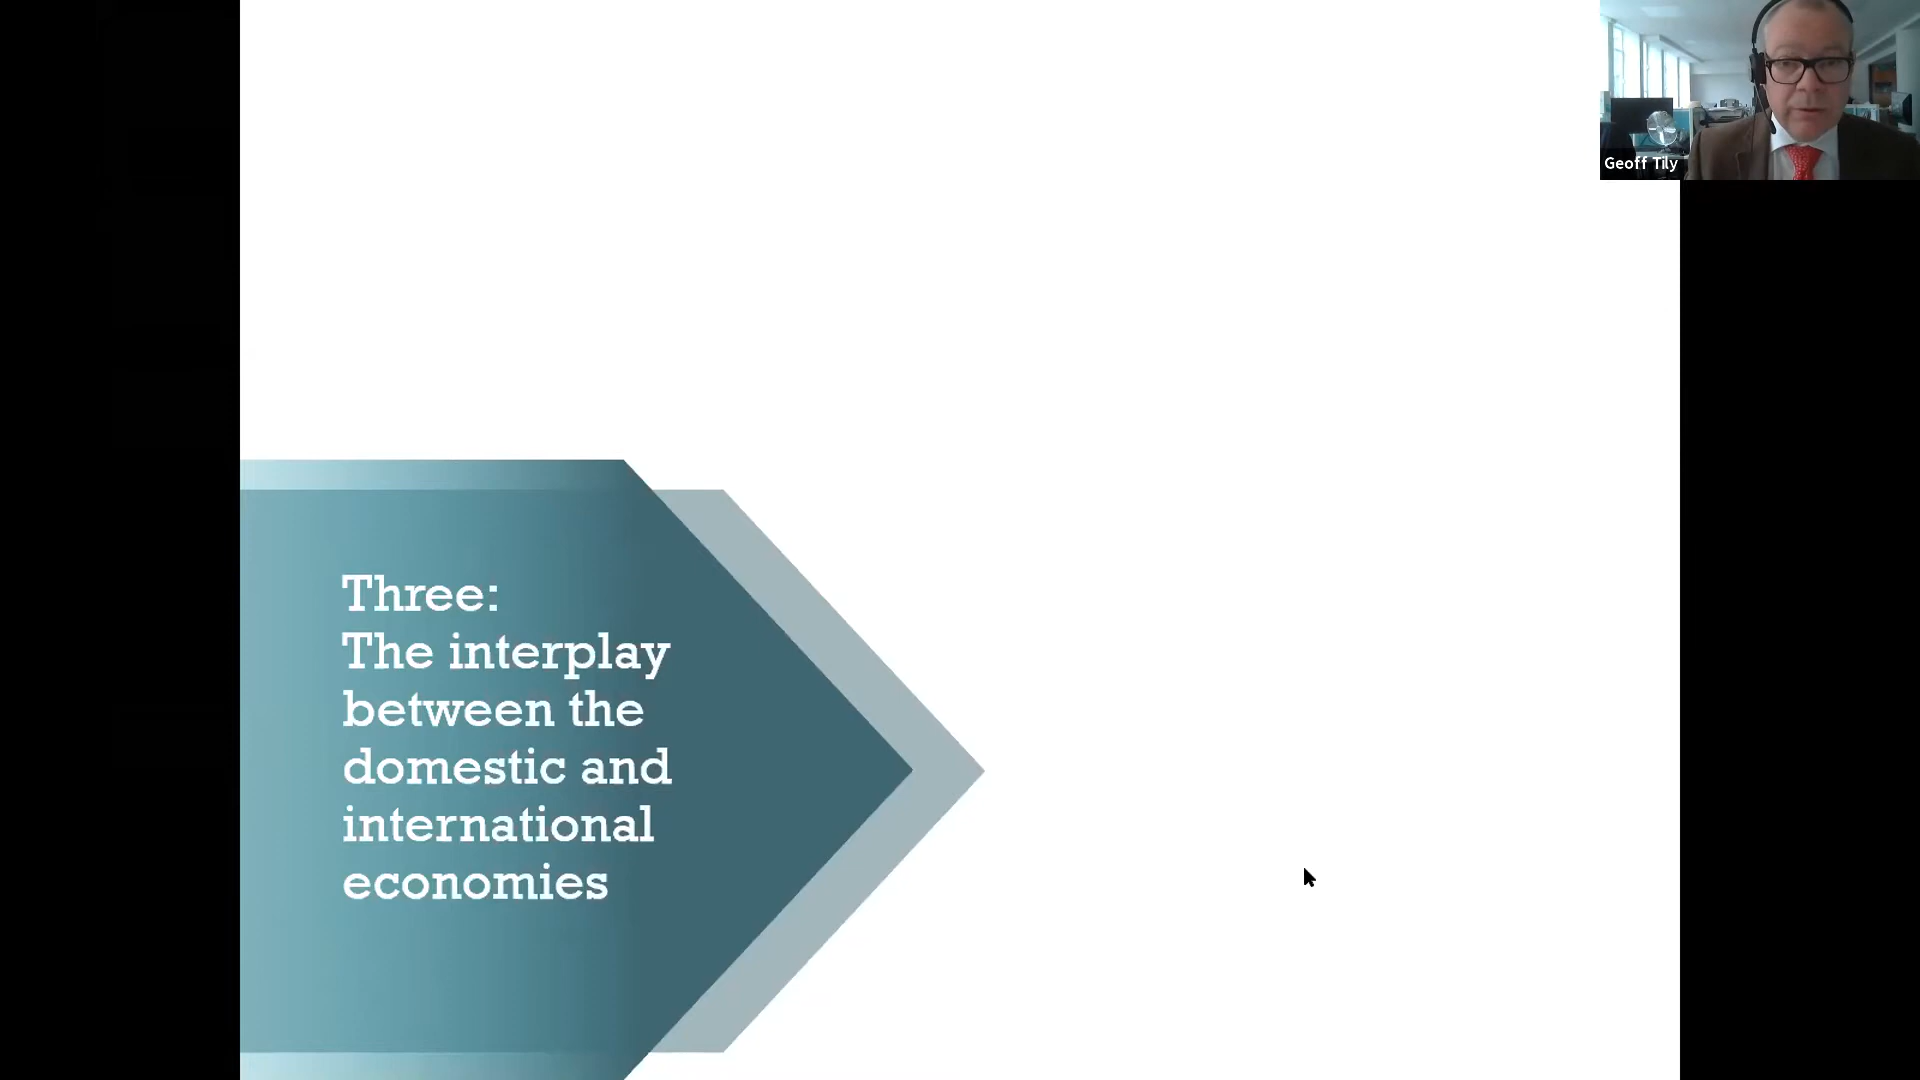 Geoff Tily
Three:
The interplay
between the
domestic and
international
economies